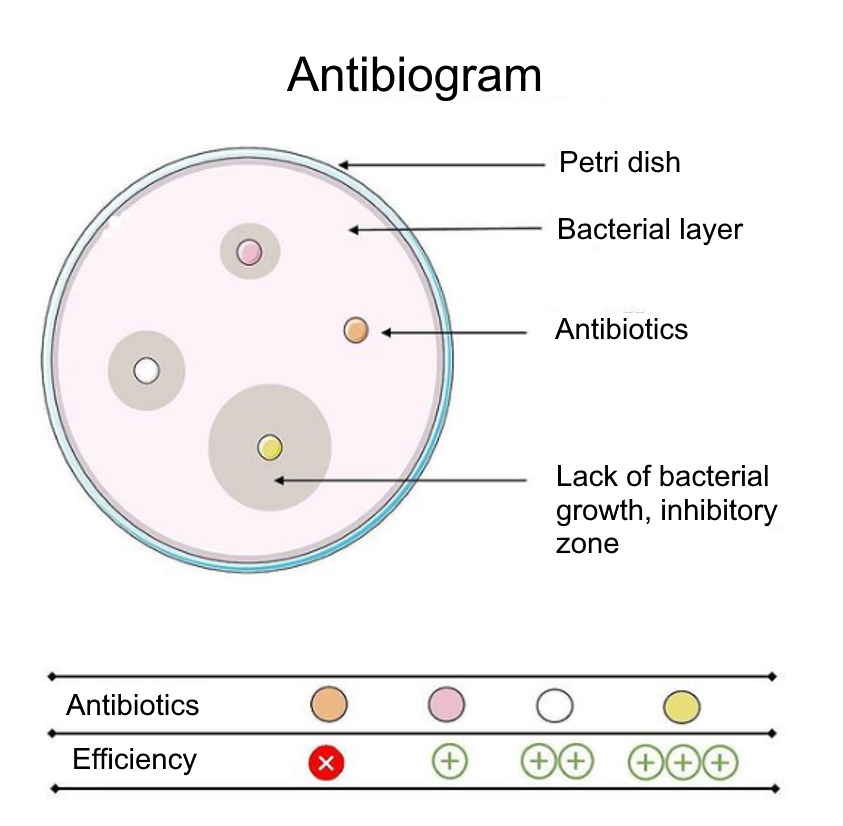 Antibiogram
Petri dish
Bacterial layer
Antibiotics
Lack of bacterial
growth, inhibitory
zone
Antibiotics
Efficiency